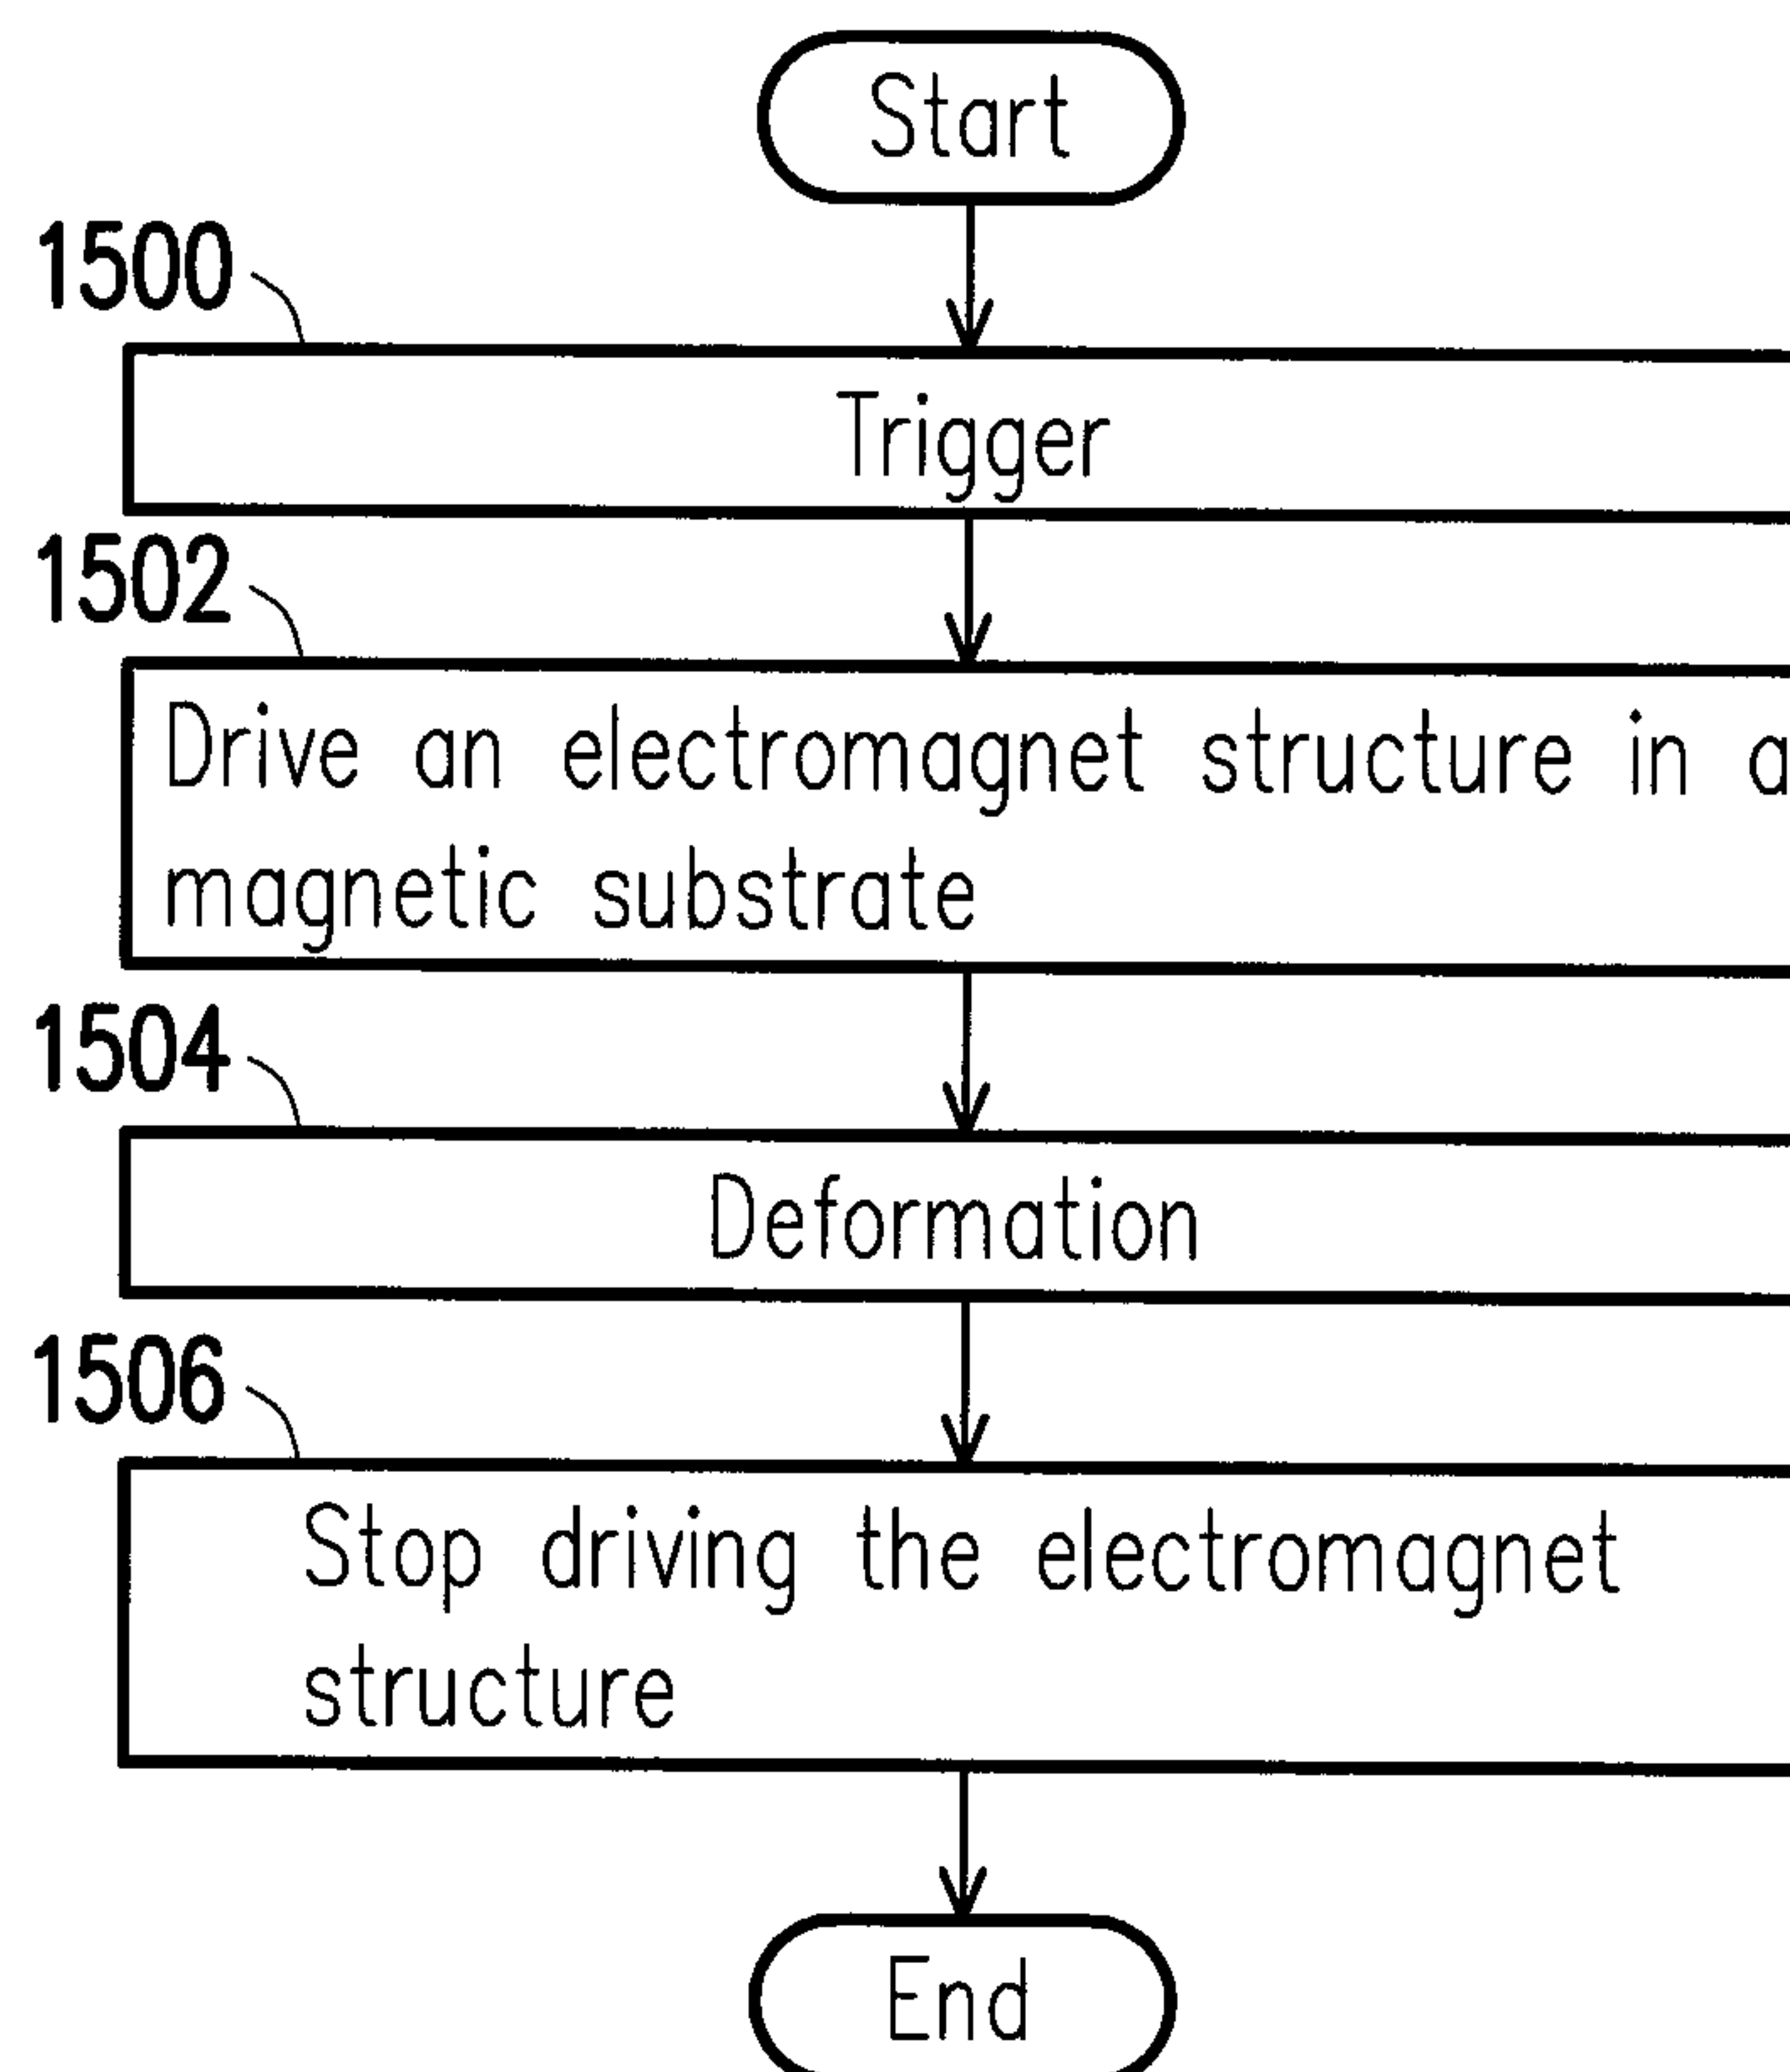 Start
1500
Trigger
1502
Drive an electromagnet structure in a
magnetic substrate
1504
Deformation
1506
Stop driving the electromagnet
structure
End